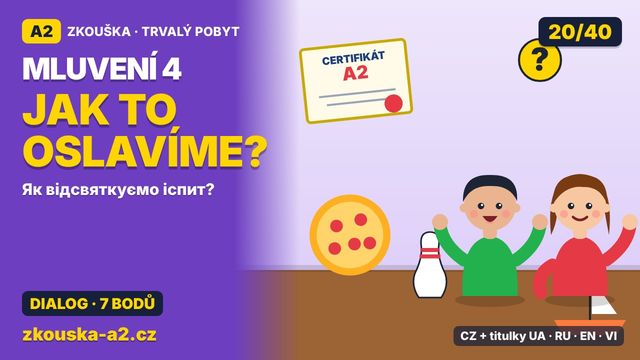 A2 ZKOUŠKA · TRVALÝ POBYT
MLUVENÍ 4
JAK TO
OSLAVÍME?
Як відсвяткуємо іспит?
DIALOG · 7 BODŮ
zkouska-a2.cz
CERTIFIKÁT
A2
20/40
?
CZ + titulky UA · RU · EN · VI